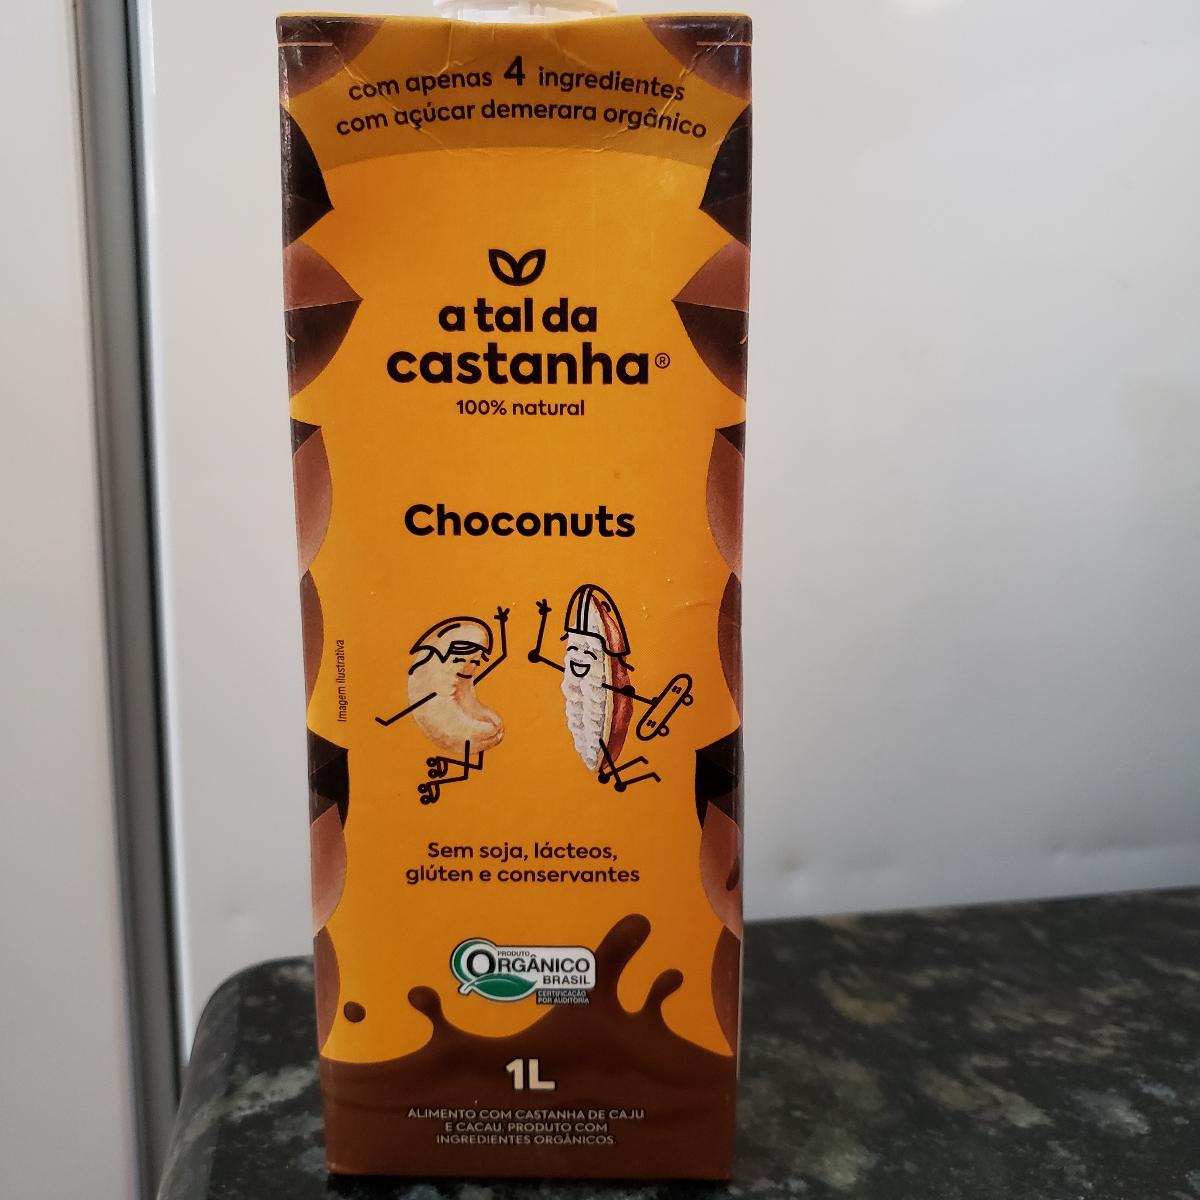 com apenas 4 ingredientes
com açúcar demerara orgânico
a tal da
castanha®
100% natural
Choconuts
Imagem ilustrativa
Sem soja, lácteos,
glúten e conservantes
PRODUTO
ORGÂNICO
BRASIL
CERTIFICAÇÃO
POR AUDITORIA
1L
ALIMENTO COM CASTANHA DE CAJU
E CACAU. PRODUTO COM
INGREDIENTES ORGÂNICOS.